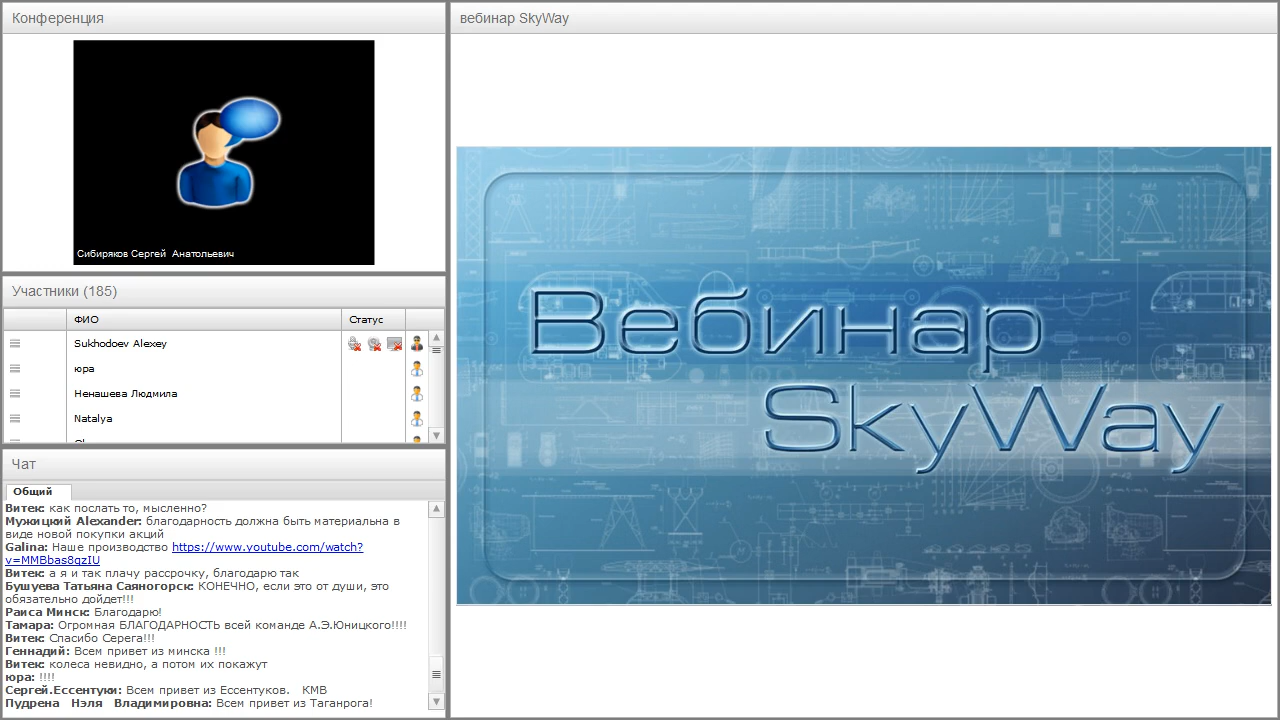 Конференция
Сибиряков Сергей Анатольевич
Участники (185)
ФИО Статус
Sukhodoev Alexey
юра
Ненашева Людмила
Natalya
Чат
Общий
Витек: как послать то, мысленно?
Мужицкий Alexander: благодарность должна быть материальна в
виде новой покупки акций
Galina: Наше производство https://www.youtube.com/watch?
v=MMBbas8qzIU
Витек: а я и так плачу рассрочку, благодарю так
Бушуева Татьяна Саяногорск: КОНЕЧНО, если это от души, это
обязательно дойдет!!!
Раиса Минск: Благодарю!
Тамара: Огромная БЛАГОДАРНОСТЬ всей команде А.Э.Юницкого!!!!
Витек: Спасибо Серега!!!
Геннадий: Всем привет из минска !!!
Витек: колеса невидно, а потом их покажут
юра: !!!!
Сергей.Ессентуки: Всем привет из Ессентуков. КМВ
Пудрена Нэля Владимировна: Всем привет из Таганрога!
вебинар SkyWay
Вебинар
SkyWay